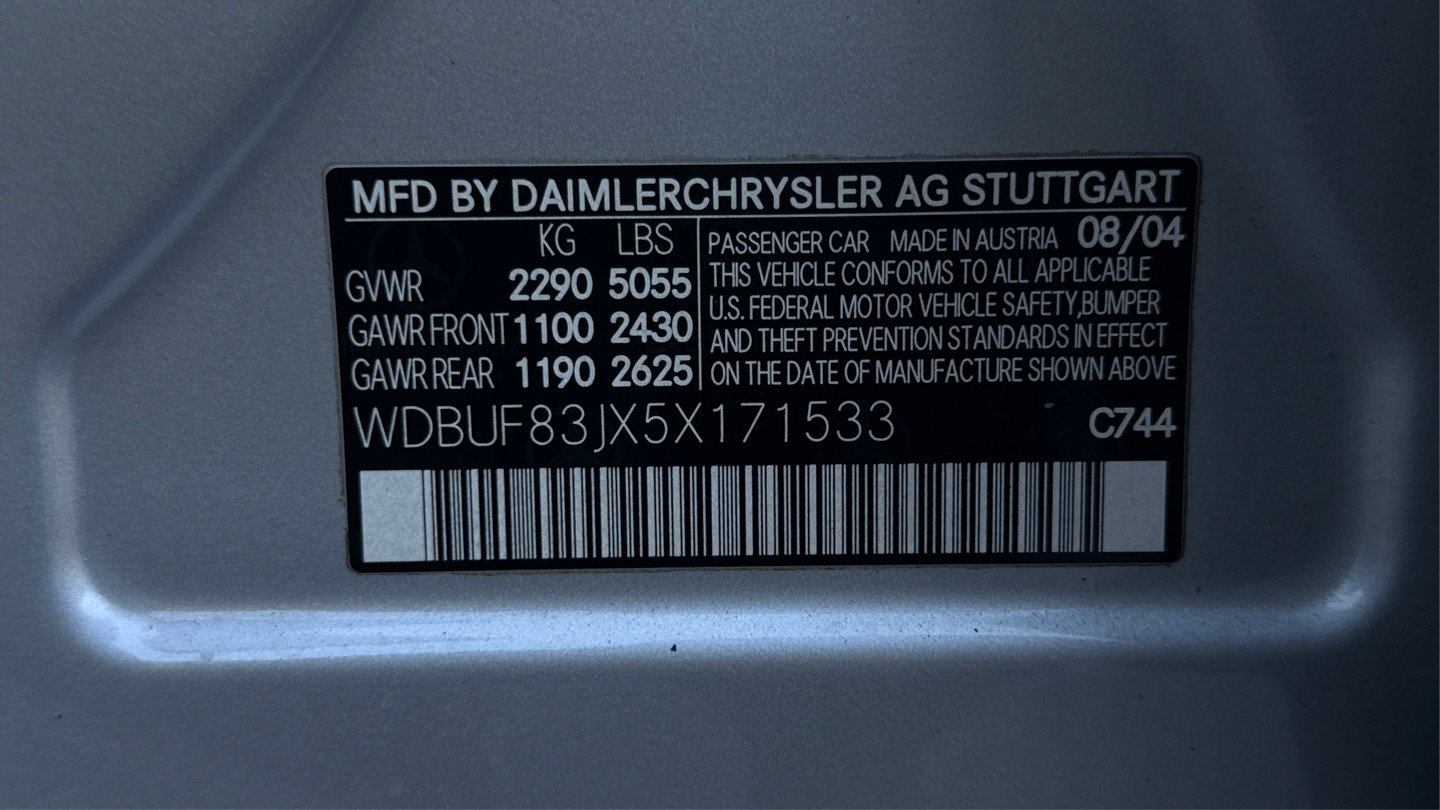 MFD BY DAIMLERCHRYSLER AG STUTTGART
KG LBS
GVWR 2290 5055
GAWR FRONT 1100 2430
GAWR REAR 1190 2625
PASSENGER CAR MADE IN AUSTRIA 08/04
THIS VEHICLE CONFORMS TO ALL APPLICABLE
U.S. FEDERAL MOTOR VEHICLE SAFETY,BUMPER
AND THEFT PREVENTION STANDARDS IN EFFECT
ON THE DATE OF MANUFACTURE SHOWN ABOVE
WDBUF83JX5X171533 C744